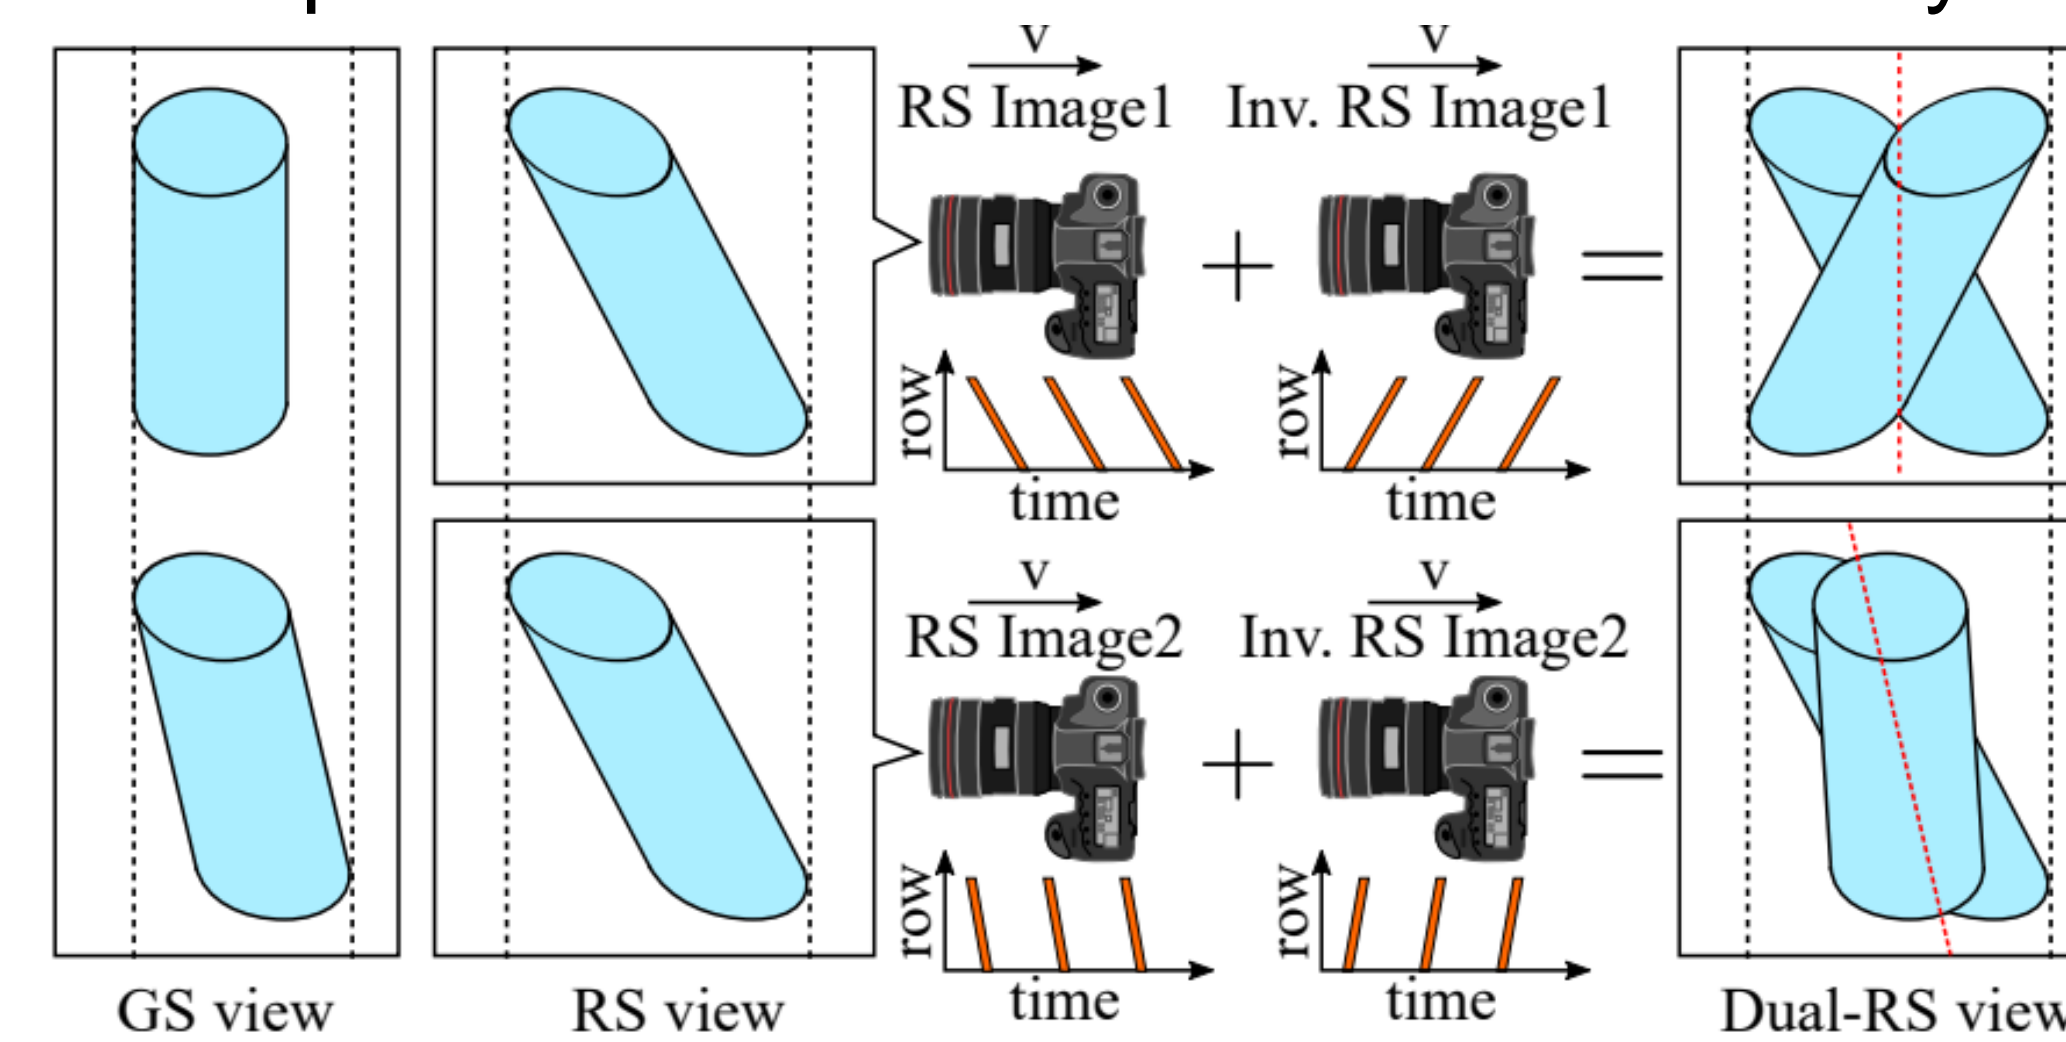 v
v
RS Image1
Inv. RS Image1
row
time
row
time
v
v
RS Image2
Inv. RS Image2
row
time
row
time
GS view
RS view
Dual-RS view